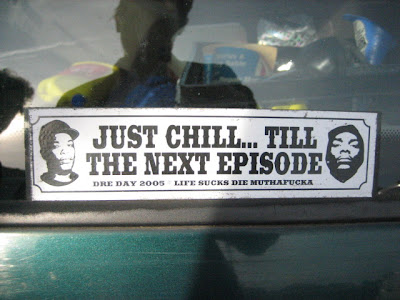 JUST CHILL... TILL
THE NEXT EPISODE
DRE DAY 2005 LIFE SUCKS DIE MUTHAFUCKA